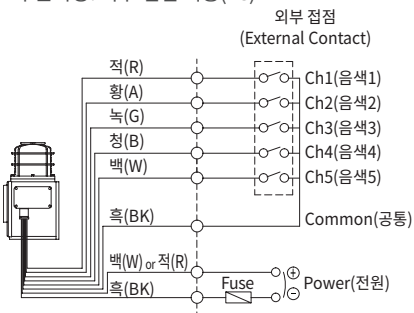 외부 접점
(External Contact)
적(R)
Ch1(음색1)
황(A)
Ch2(음색2)
녹(G)
Ch3(음색3)
청(B)
Ch4(음색4)
백(W)
Ch5(음색5)
흑(BK)
Common(공통)
백(W) or 적(R)
⊕
흑(BK)
Fuse
⊖
Power(전원)